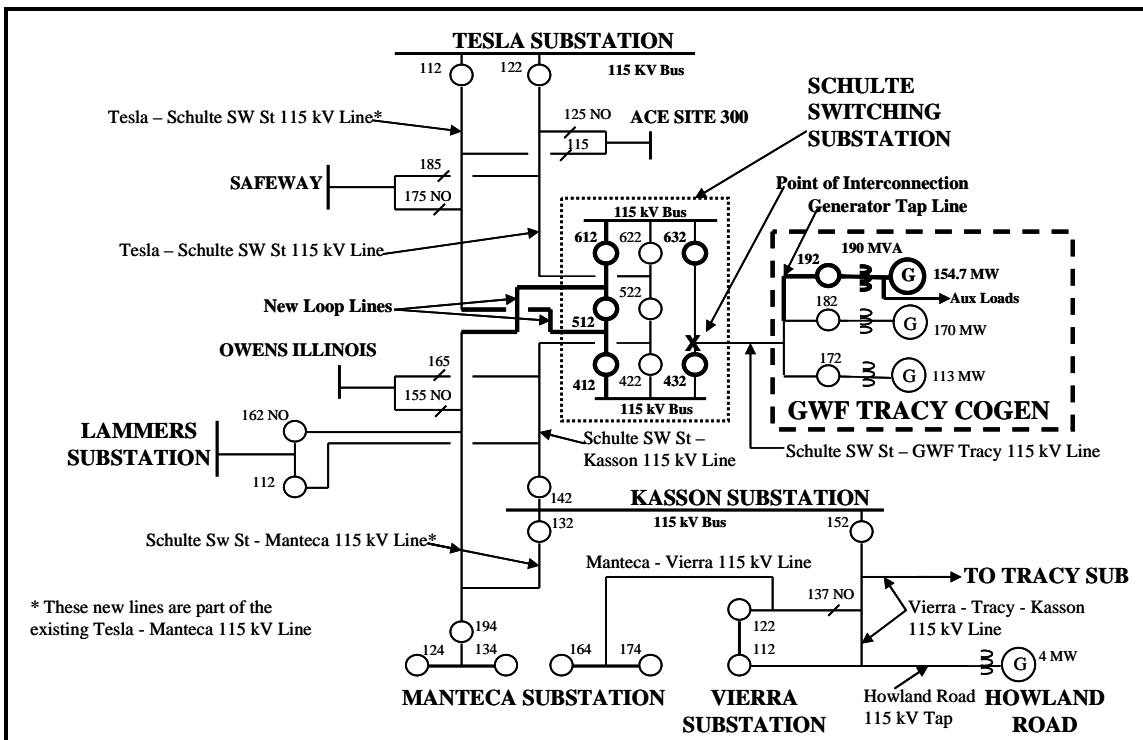 TESLA SUBSTATION
112
122
115 KV Bus
SCHULTE
SWITCHING
SUBSTATION
Tesla – Schulte SW St 115 kV Line*
125 NO
ACE SITE 300
115
185
SAFEWAY
175 NO
Point of Interconnection
Generator Tap Line
115 kV Bus
612
622
632
190 MVA
192
G
154.7 MW
Aux Loads
Tesla – Schulte SW St 115 kV Line
New Loop Lines
522
512
182
G
170 MW
X
OWENS ILLINOIS
165
155 NO
412
422
432
172
G
113 MW
115 kV Bus
GWF TRACY COGEN
162 NO
LAMMERS
SUBSTATION
112
Schulte SW St –
Kasson 115 kV Line
Schulte SW St – GWF Tracy 115 kV Line
142
KASSON SUBSTATION
132
115 kV Bus
152
Schulte Sw St - Manteca 115 kV Line*
Manteca - Vierra 115 kV Line
TO TRACY SUB
137 NO
* These new lines are part of the
existing Tesla - Manteca 115 kV Line
Vierra - Tracy - Kasson
115 kV Line
194
122
124
134
164
174
112
G
4 MW
MANTECA SUBSTATION
VIERRA
SUBSTATION
Howland Road
115 kV Tap
HOWLAND
ROAD